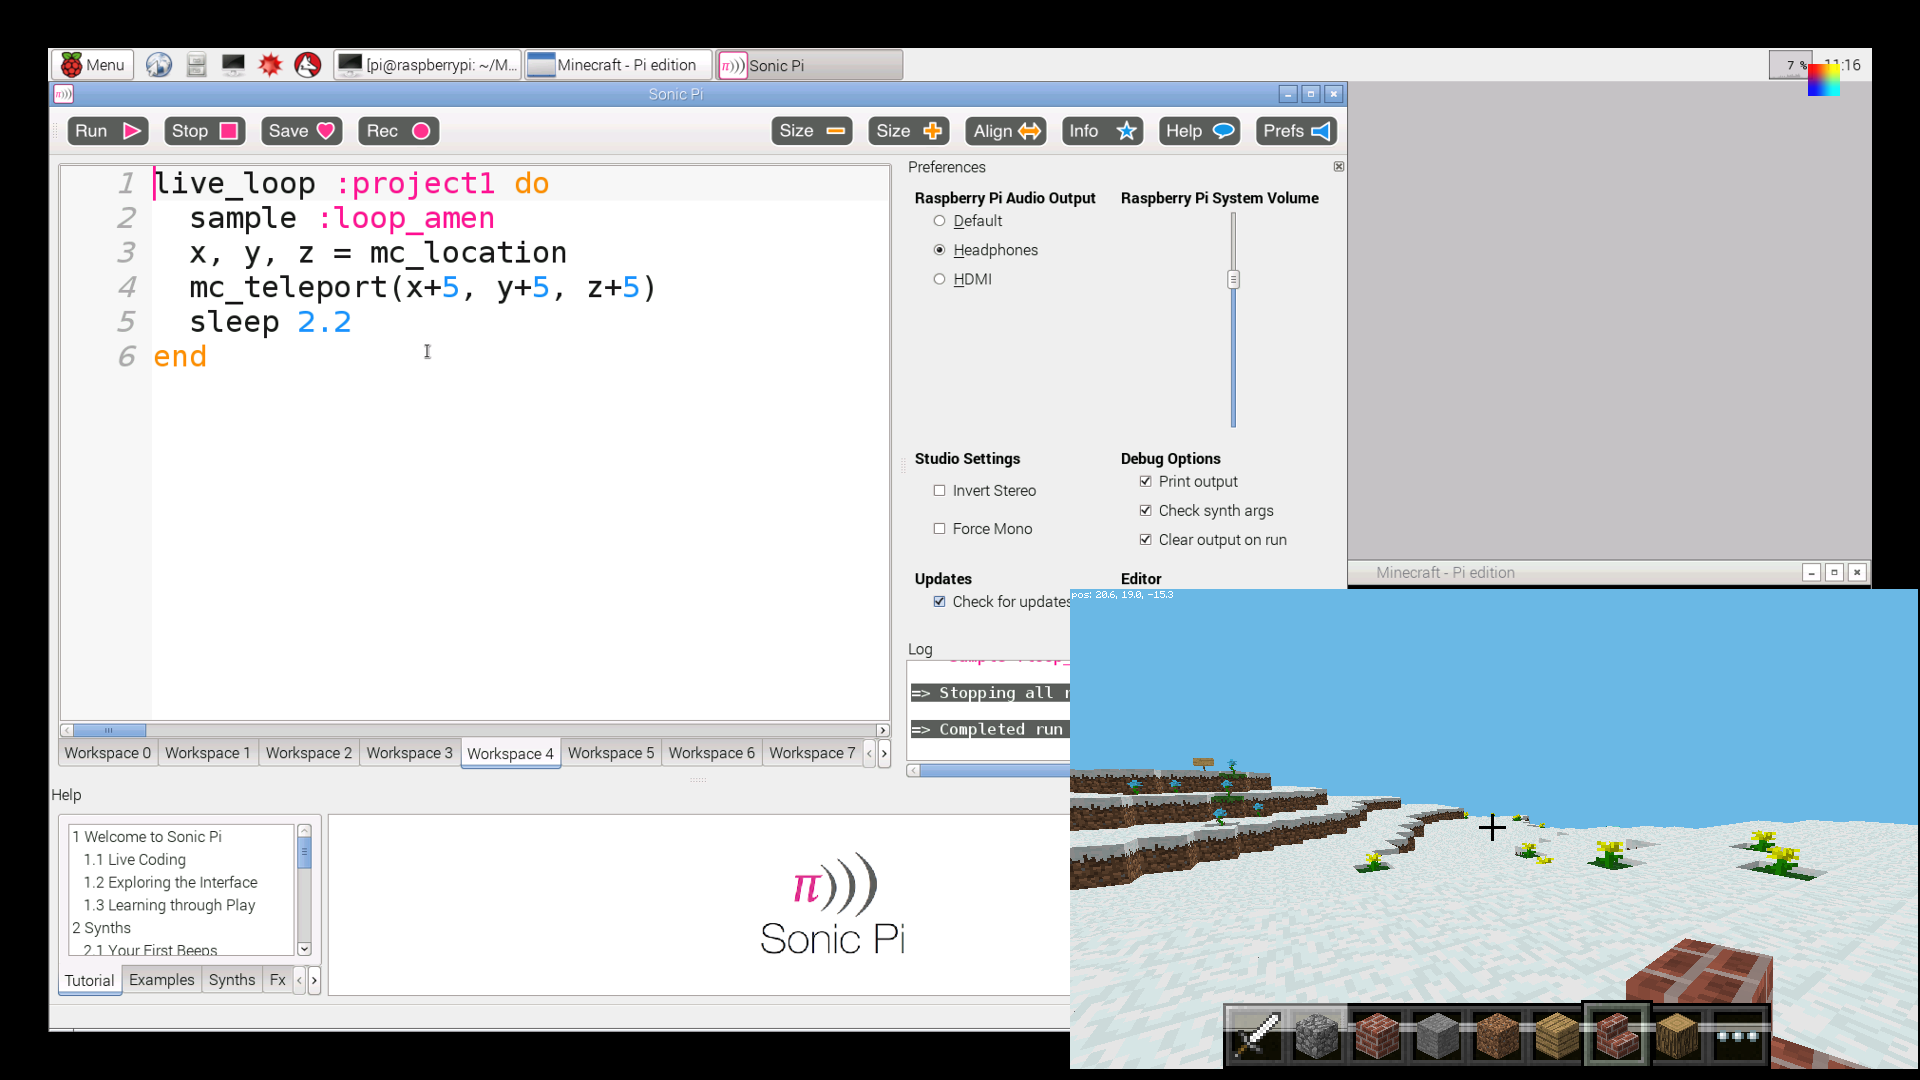 Menu
[pi@raspberrypi: ~/M...
Minecraft - Pi edition
π))) Sonic Pi
7 %
Sonic Pi
Run
Stop
Save
Rec
Size
Size
Align
Info
Help
Prefs
1 live_loop :project1 do
2 sample :loop_amen
3 x, y, z = mc_location
4 mc_teleport(x+5, y+5, z+5)
5 sleep 2.2
6 end
Preferences
Raspberry Pi Audio Output
Default
Headphones
HDMI
Raspberry Pi System Volume
Studio Settings
Invert Stereo
Force Mono
Debug Options
Print output
Check synth args
Clear output on run
Updates
Check for updates
Editor
Log
=> Stopping all
=> Completed run
Workspace 0 Workspace 1 Workspace 2 Workspace 3 Workspace 4 Workspace 5 Workspace 6 Workspace 7
Help
1 Welcome to Sonic Pi
1.1 Live Coding
1.2 Exploring the Interface
1.3 Learning through Play
2 Synths
2.1 Your First Beeps
Tutorial Examples Synths Fx
π)))
Sonic Pi
Minecraft - Pi edition
pos: 20.6, 19.0, -15.3